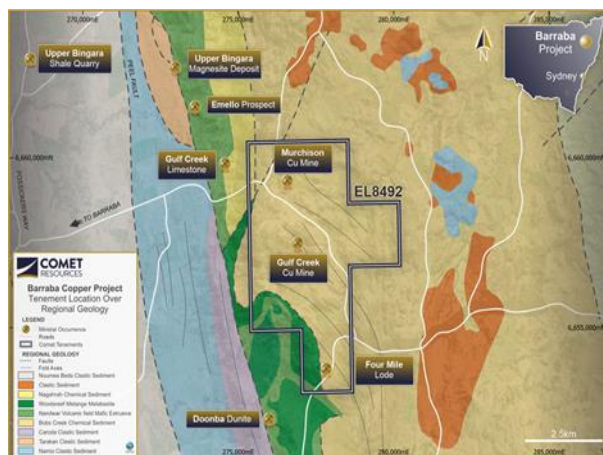 270,000mE
275,000mE
280,000mE
285,000mE
Barraba
Project
Sydney
N
Upper Bingara
Shale Quarry
PEEL FAULT
Upper Bingara
Magnesite Deposit
Emello Prospect
6,660,000mN
Gulf Creek
Limestone
Murchison
Cu Mine
6,660,000mN
EL8492
TO BARRABA
Gulf Creek
Cu Mine
COMET
RESOURCES
Barraba Copper Project
Tenement Location Over
Regional Geology
LEGEND
Mineral Occurrence
Roads
Comet Tenements
REGIONAL GEOLOGY
Faults
Fold Axes
Clastic Sediment
6,655,000mN
Four Mile
Lode
Doonba Dunite
275,000mE
280,000mE
285,000mE
2.5km